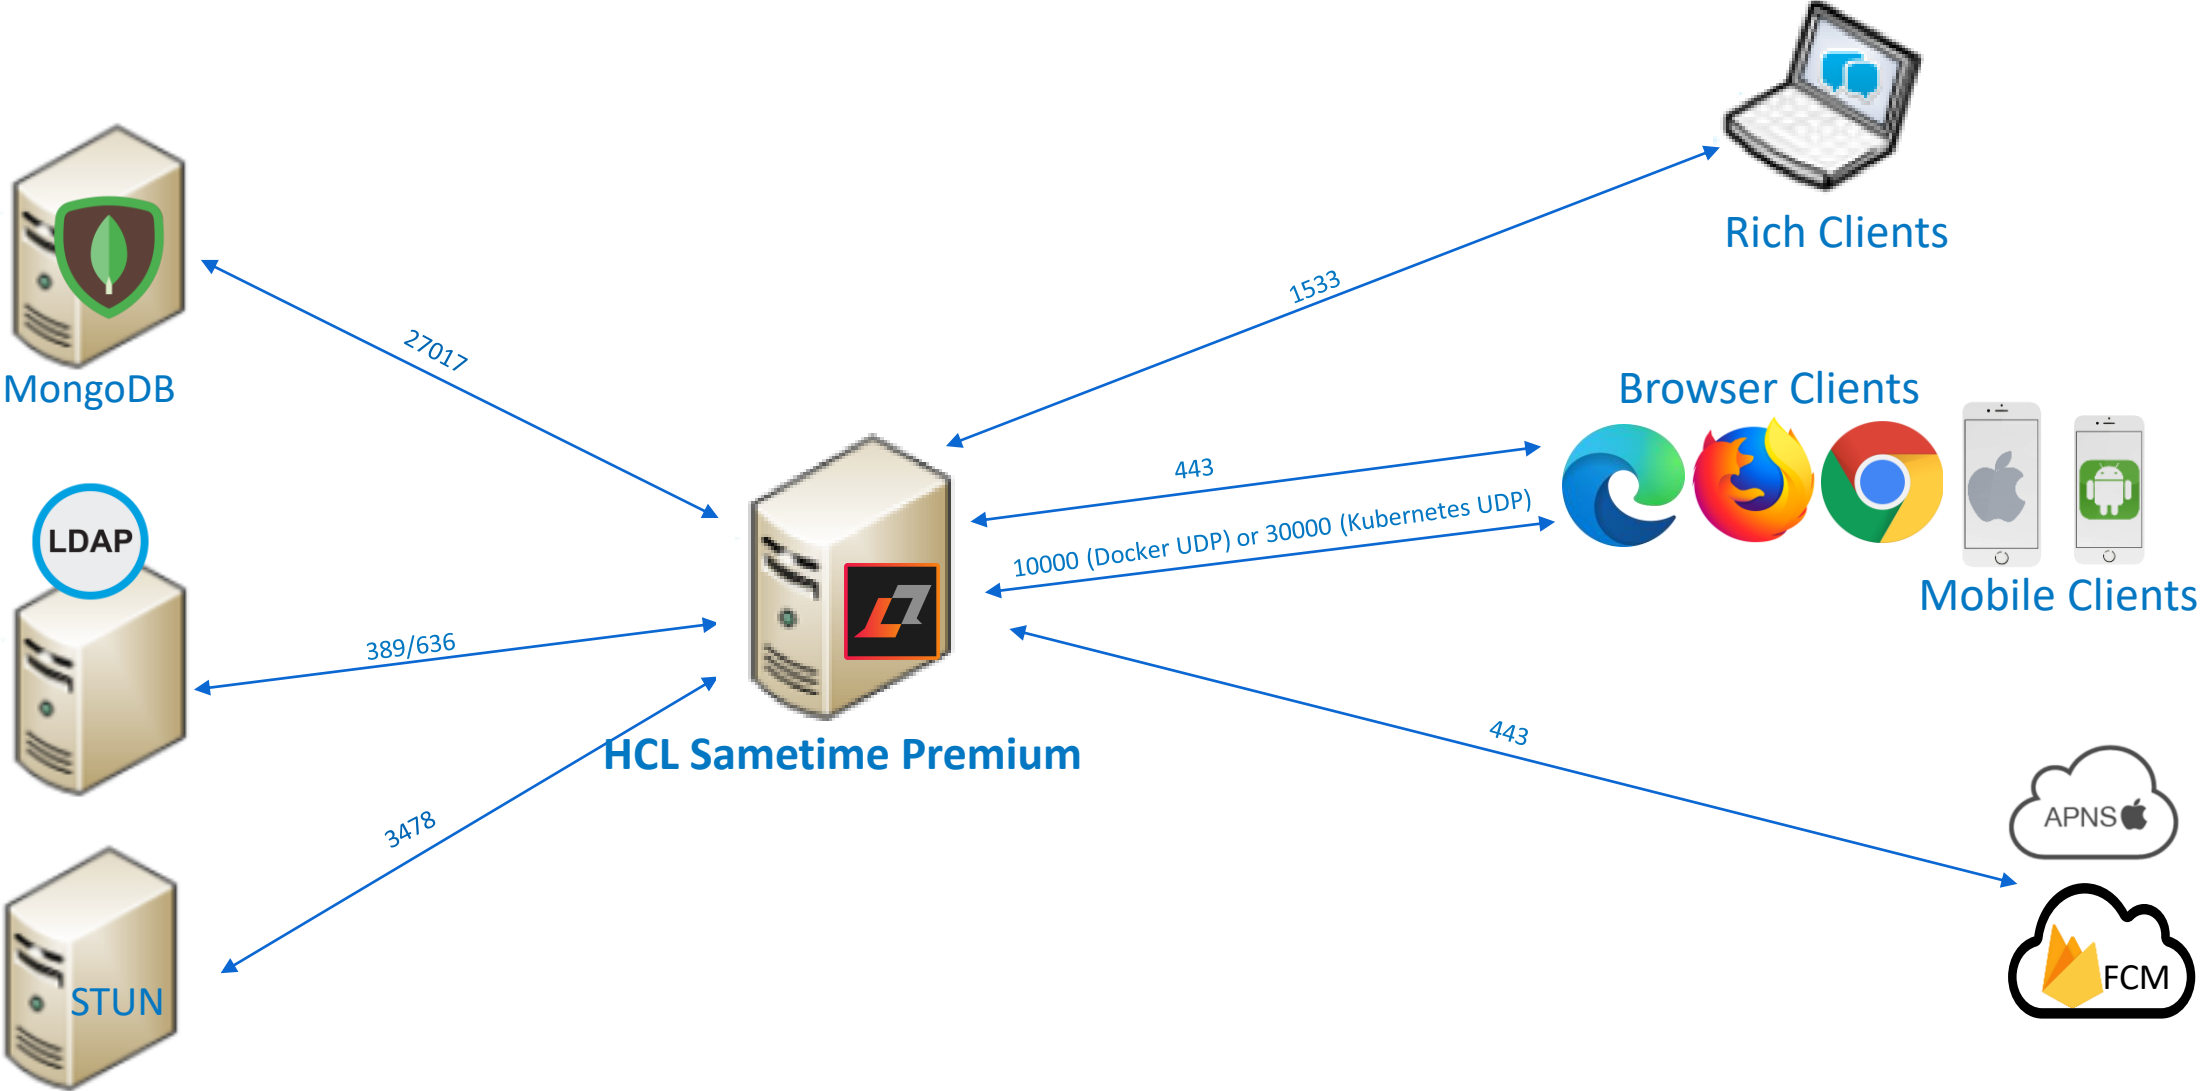 Rich Clients
1533
27017
MongoDB
Browser Clients
443
10000 (Docker UDP) or 30000 (Kubernetes UDP)
LDAP
Mobile Clients
389/636
HCL Sametime Premium
443
APNS
3478
FCM
STUN